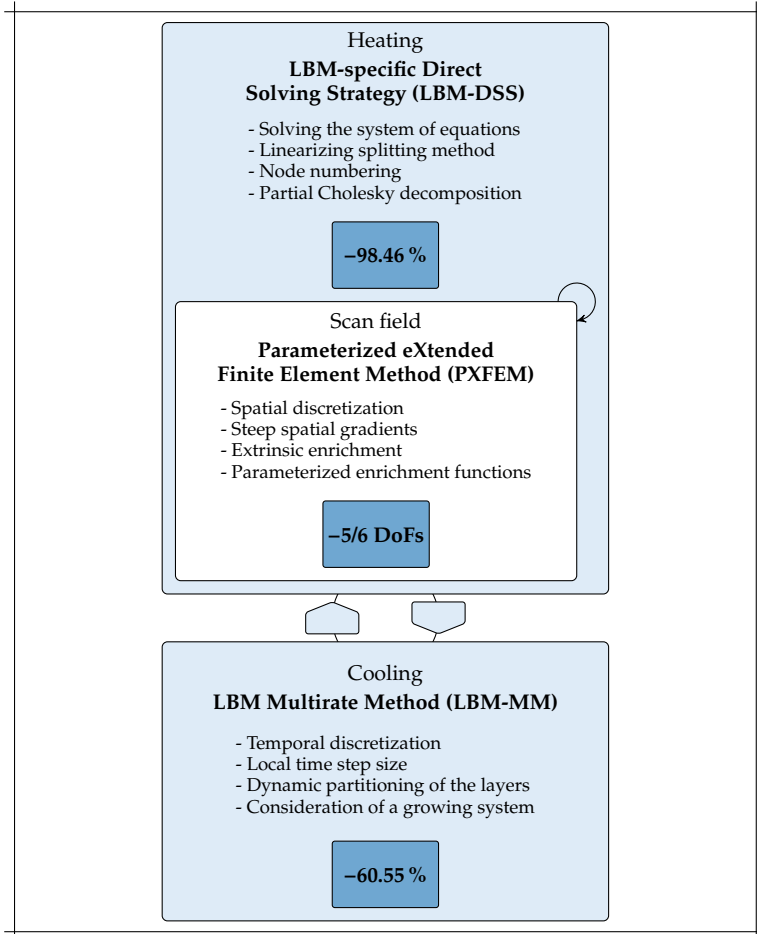 Heating
LBM-specific Direct
Solving Strategy (LBM-DSS)
- Solving the system of equations
- Linearizing splitting method
- Node numbering
- Partial Cholesky decomposition
−98.46 %
Scan field
Parameterized eXtended
Finite Element Method (PXFEM)
- Spatial discretization
- Steep spatial gradients
- Extrinsic enrichment
- Parameterized enrichment functions
−5/6 DoFs
Cooling
LBM Multirate Method (LBM-MM)
- Temporal discretization
- Local time step size
- Dynamic partitioning of the layers
- Consideration of a growing system
−60.55 %